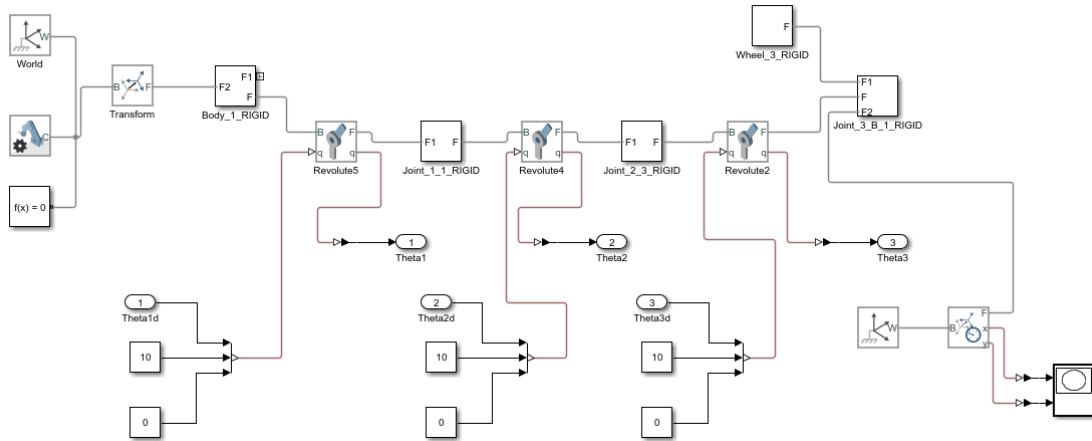 W
World
C
f(x) = 0
B
F
Transform
F2
F1
F
Body_1_RIGID
B
F
q
q
Revolute5
F1
F
Joint_1_1_RIGID
B
F
q
q
Revolute4
F1
F
Joint_2_3_RIGID
B
F
q
q
Revolute2
F
Wheel_3_RIGID
F1
F
F2
Joint_3_B_1_RIGID
1
Theta1
2
Theta2
3
Theta3
1
Theta1d
10
0
2
Theta2d
10
0
3
Theta3d
10
0
W
B
F
x
y